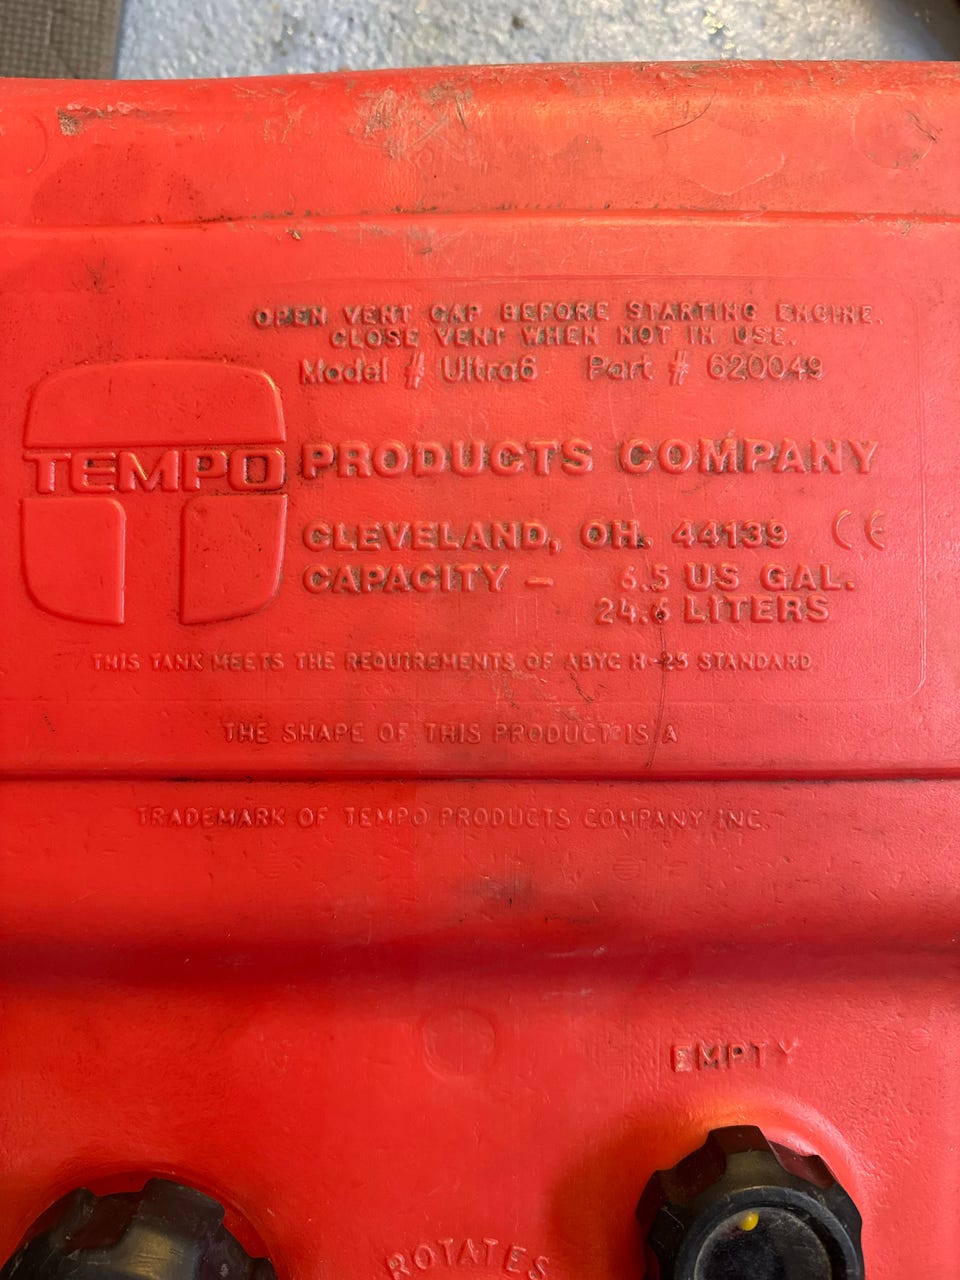 OPEN VENT CAP BEFORE STARTING ENGINE.
CLOSE VENT WHEN NOT IN USE.
Model # Ultra6 Part # 620049
TEMPO PRODUCTS COMPANY
CLEVELAND, OH. 44139 CE
CAPACITY – 6.5 US GAL.
24.6 LITERS
THIS TANK MEETS THE REQUIREMENTS OF ABYC H-25 STANDARD
THE SHAPE OF THIS PRODUCT IS A
TRADEMARK OF TEMPO PRODUCTS COMPANY INC.
EMPTY
ROTATES